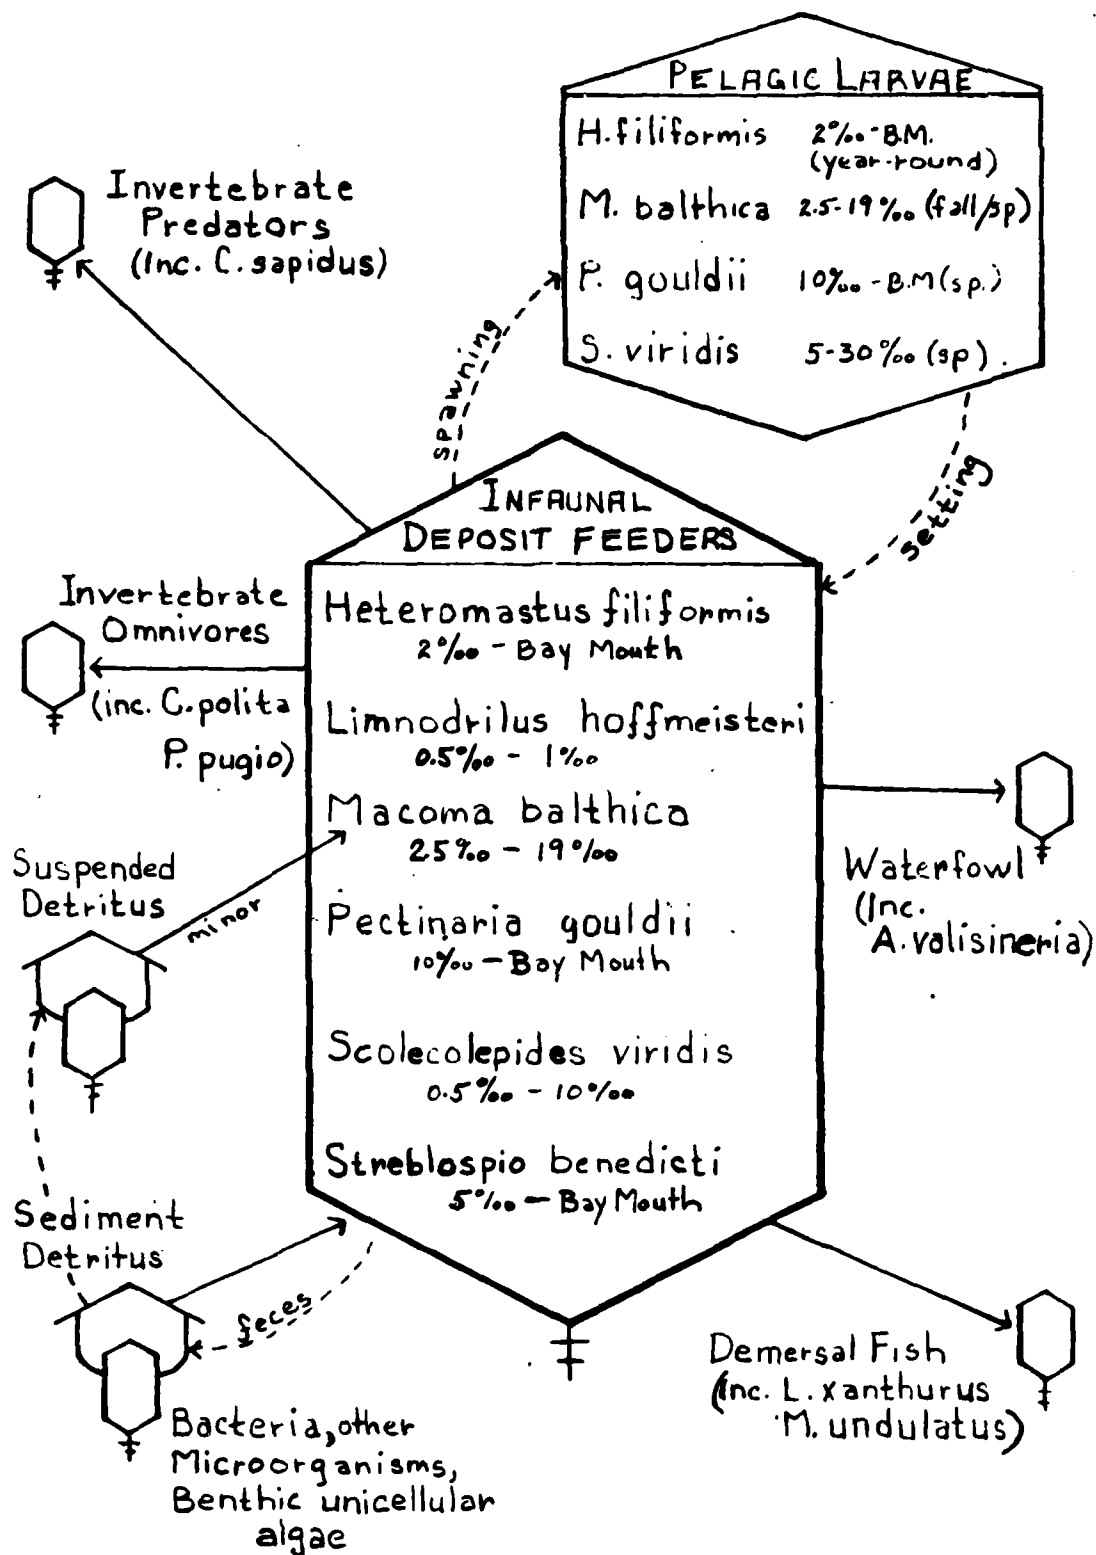 PELAGIC LARVAE
H. filiformis 2‰-B.M.
(year-round)
M. balthica 2.5-19‰ (fall/sp)
P. gouldii 10‰-B.M(sp.)
S. viridis 5-30‰ (sp)
Invertebrate
Predators
(Inc. C. sapidus)
spawning
setting
INFAUNAL
DEPOSIT FEEDERS
Heteromastus filiformis
2‰ - Bay Mouth
Limnodrilus hoffmeisteri
0.5‰ - 1‰
Macoma balthica
25‰ - 19‰
Pectinaria gouldii
10‰ - Bay Mouth
Scolecolepides viridis
0.5‰ - 10‰
Streblospio benedicti
5‰ - Bay Mouth
Invertebrate
Omnivores
(inc. C. polita
P. pugio)
Suspended
Detritus
minor
Waterfowl
(Inc.
A. valisineria)
Sediment
Detritus
feces
Bacteria, other
Microorganisms,
Benthic unicellular
algae
Demersal Fish
(Inc. L. xanthurus
M. undulatus)